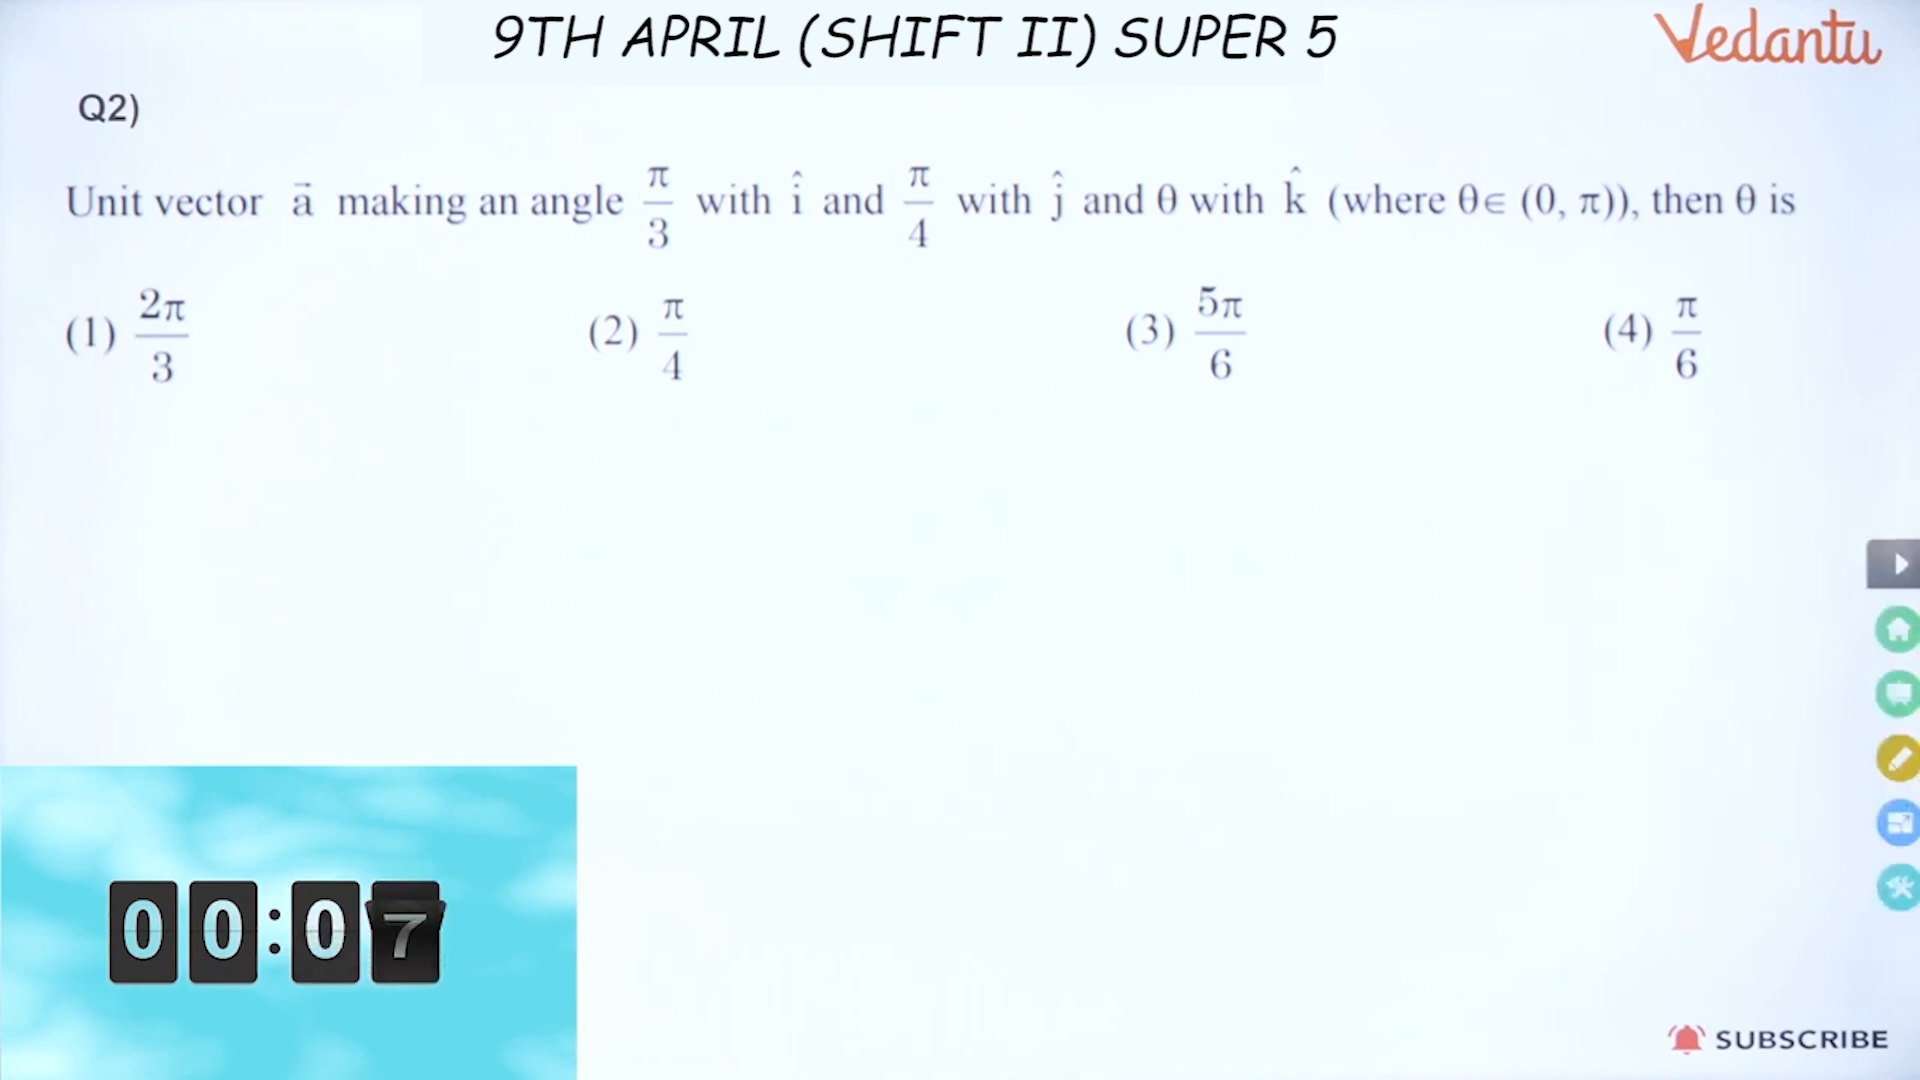 9TH APRIL (SHIFT II) SUPER 5
Vedantu
Q2)
Unit vector a⃗ making an angle π/3 with î and π/4 with ĵ and θ with k̂ (where θ∈ (0, π)), then θ is
(1) 2π/3 (2) π/4 (3) 5π/6 (4) π/6
00:07
SUBSCRIBE